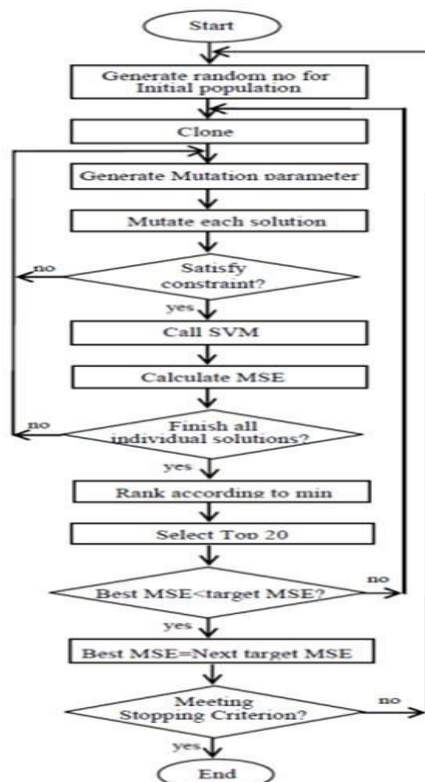 Start
Generate random no for
Initial population
Clone
Generate Mutation parameter
Mutate each solution
no
Satisfy
constraint?
yes
Call SVM
Calculate MSE
no
Finish all
individual solutions?
yes
Rank according to min
Select Top 20
Best MSE<target MSE?
no
yes
Best MSE=Next target MSE
Meeting
Stopping Criterion?
no
yes
End